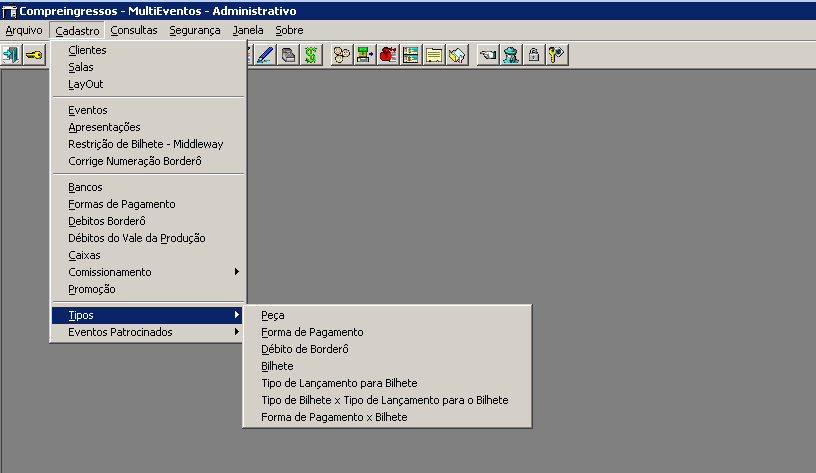 Compreingressos - MultiEventos - Administrativo
Arquivo Cadastro Consultas Segurança Janela Sobre
Clientes
Salas
LayOut
Eventos
Apresentações
Restrição de Bilhete - Middleway
Corrige Numeração Borderô
Bancos
Formas de Pagamento
Debitos Borderô
Débitos do Vale da Produção
Caixas
Comissionamento
Promoção
Tipos
Eventos Patrocinados
Peça
Forma de Pagamento
Débito de Borderô
Bilhete
Tipo de Lançamento para Bilhete
Tipo de Bilhete x Tipo de Lançamento para o Bilhete
Forma de Pagamento x Bilhete